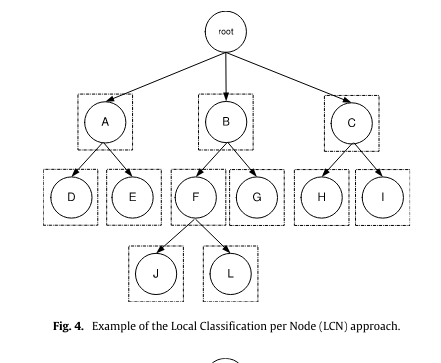 root
A
B
C
D
E
F
G
H
I
J
L
Fig. 4. Example of the Local Classification per Node (LCN) approach.